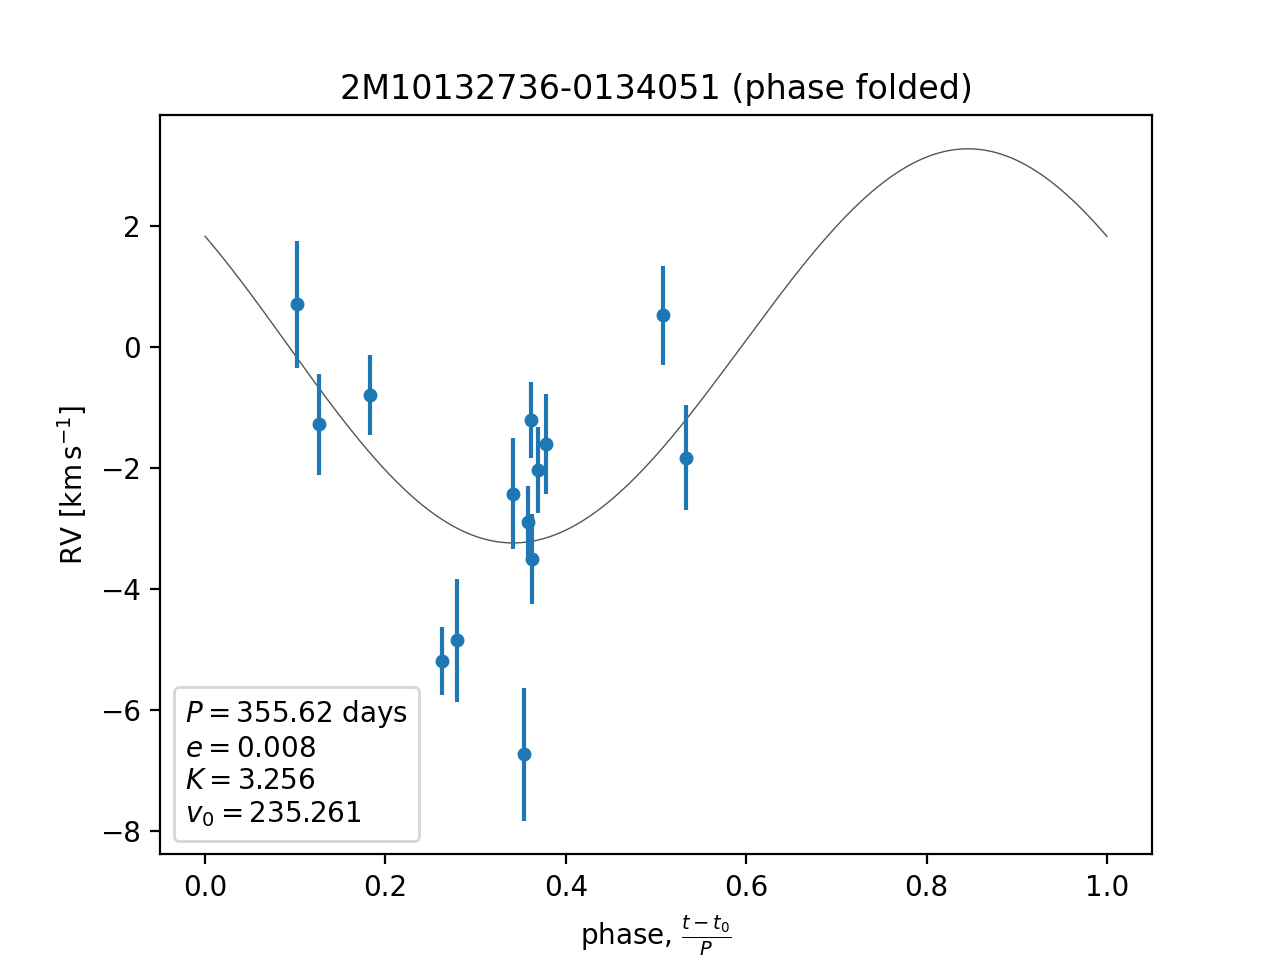 2M10132736-0134051 (phase folded)
RV [km s⁻¹]
2
0
−2
−4
−6
−8
P = 355.62 days
e = 0.008
K = 3.256
v₀ = 235.261
0.0 0.2 0.4 0.6 0.8 1.0
phase, (t − t₀)/P